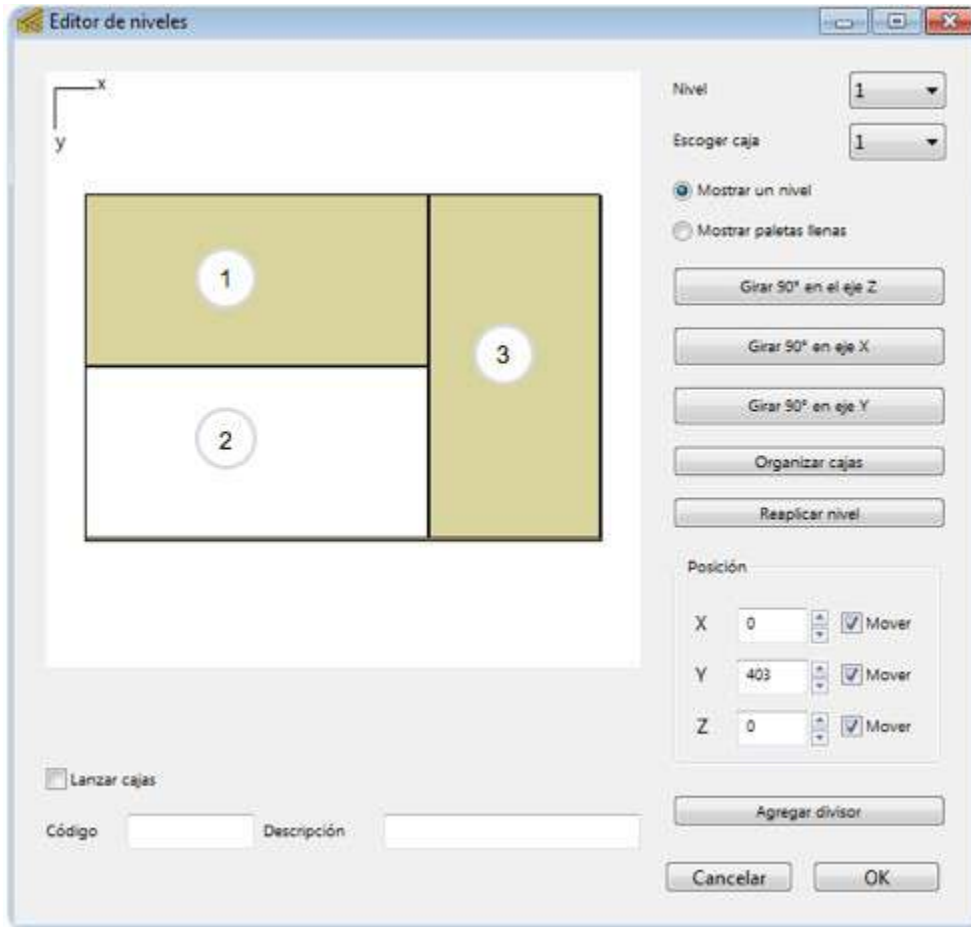 Editor de niveles
x
y
1
2
3
Nivel 1
Escoger caja 1
Mostrar un nivel
Mostrar paletas llenas
Girar 90° en el eje Z
Girar 90° en eje X
Girar 90° en eje Y
Organizar cajas
Reaplicar nivel
Posición
X 0 Mover
Y 403 Mover
Z 0 Mover
Lanzar cajas
Código Descripción
Agregar divisor
Cancelar OK